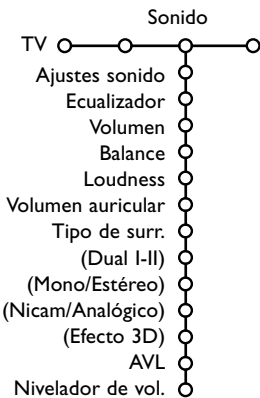 Sonido
TV
Ajustes sonido
Ecualizador
Volumen
Balance
Loudness
Volumen auricular
Tipo de surr.
(Dual I-II)
(Mono/Estéreo)
(Nicam/Analógico)
(Efecto 3D)
AVL
Nivelador de vol.